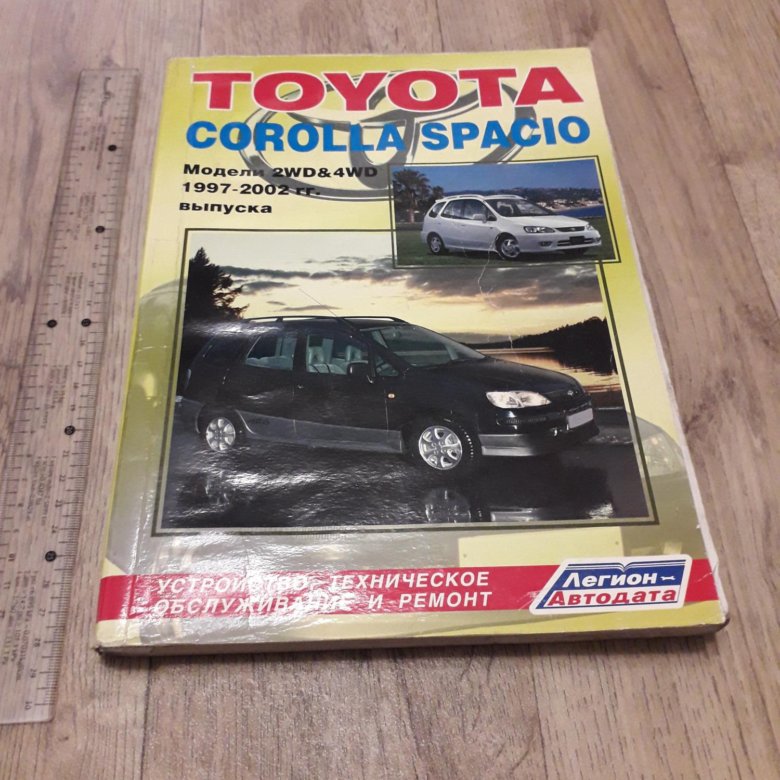 TOYOTA
COROLLA SPACIO
Модели 2WD&4WD
1997-2002 гг.
выпуска
УСТРОЙСТВО, ТЕХНИЧЕСКОЕ
ОБСЛУЖИВАНИЕ И РЕМОНТ
Легион-
Автодата